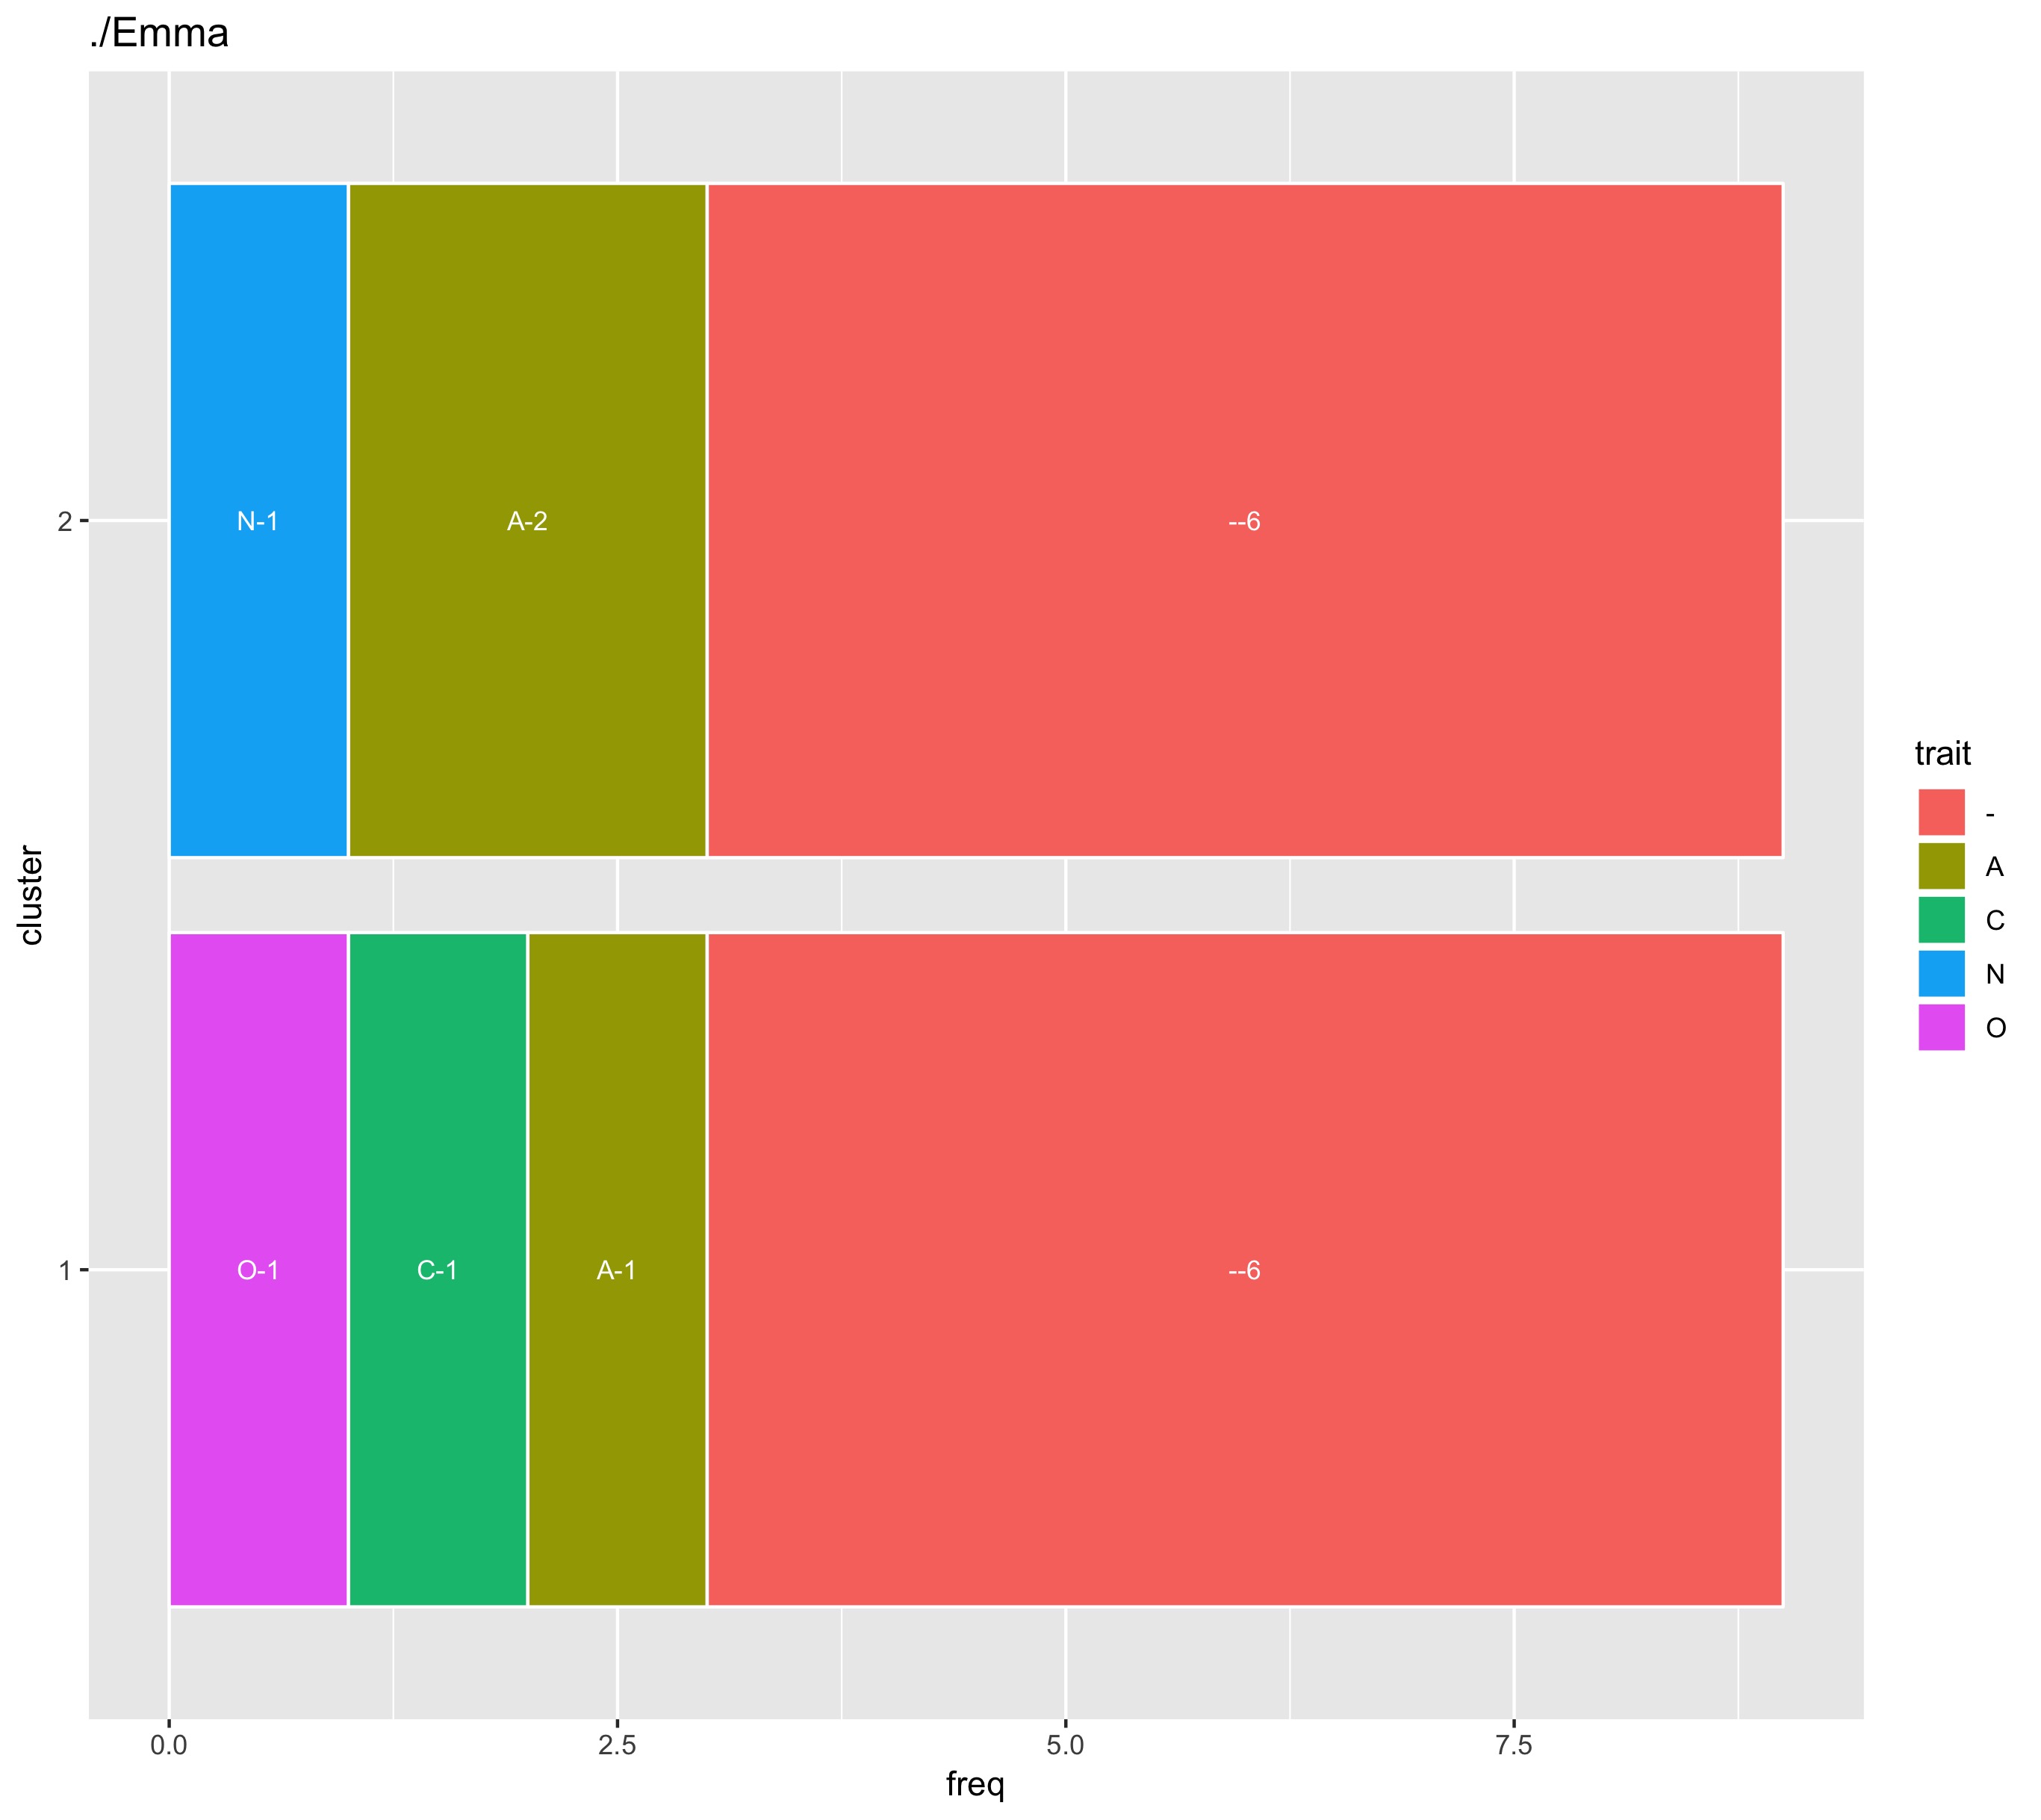 ./Emma
cluster
2
N-1
A-2
--6
1
O-1
C-1
A-1
--6
0.0
2.5
5.0
7.5
freq
trait
-
A
C
N
O